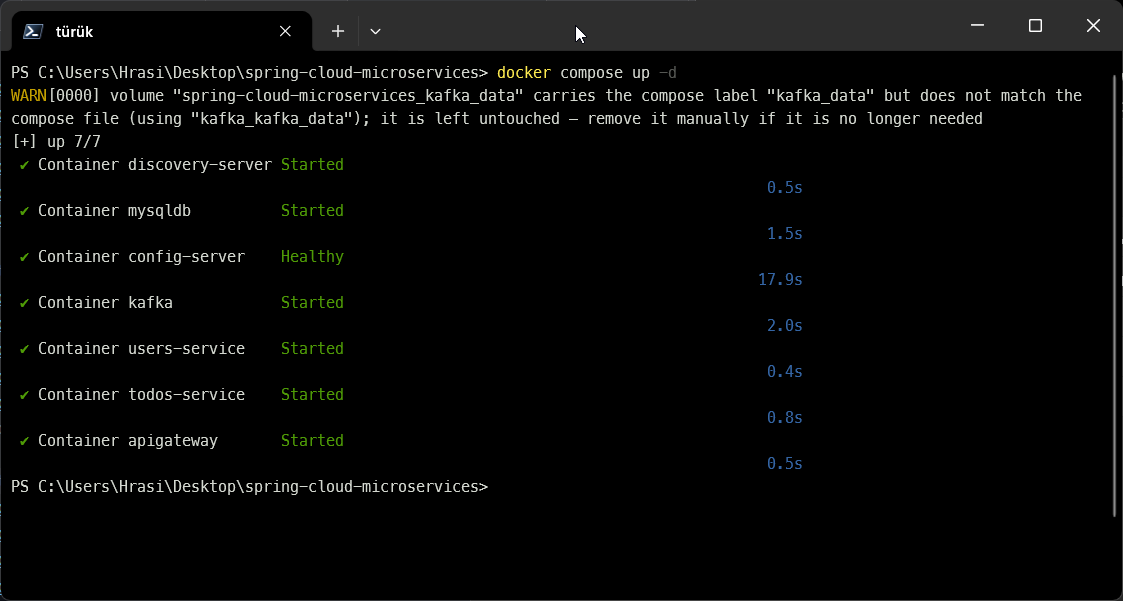 türük
PS C:\Users\Hrasi\Desktop\spring-cloud-microservices> docker compose up -d
WARN[0000] volume "spring-cloud-microservices_kafka_data" carries the compose label "kafka_data" but does not match the
compose file (using "kafka_kafka_data"); it is left untouched — remove it manually if it is no longer needed
[+] up 7/7
✔ Container discovery-server Started
0.5s
✔ Container mysqldb Started
1.5s
✔ Container config-server Healthy
17.9s
✔ Container kafka Started
2.0s
✔ Container users-service Started
0.4s
✔ Container todos-service Started
0.8s
✔ Container apigateway Started
0.5s
PS C:\Users\Hrasi\Desktop\spring-cloud-microservices>